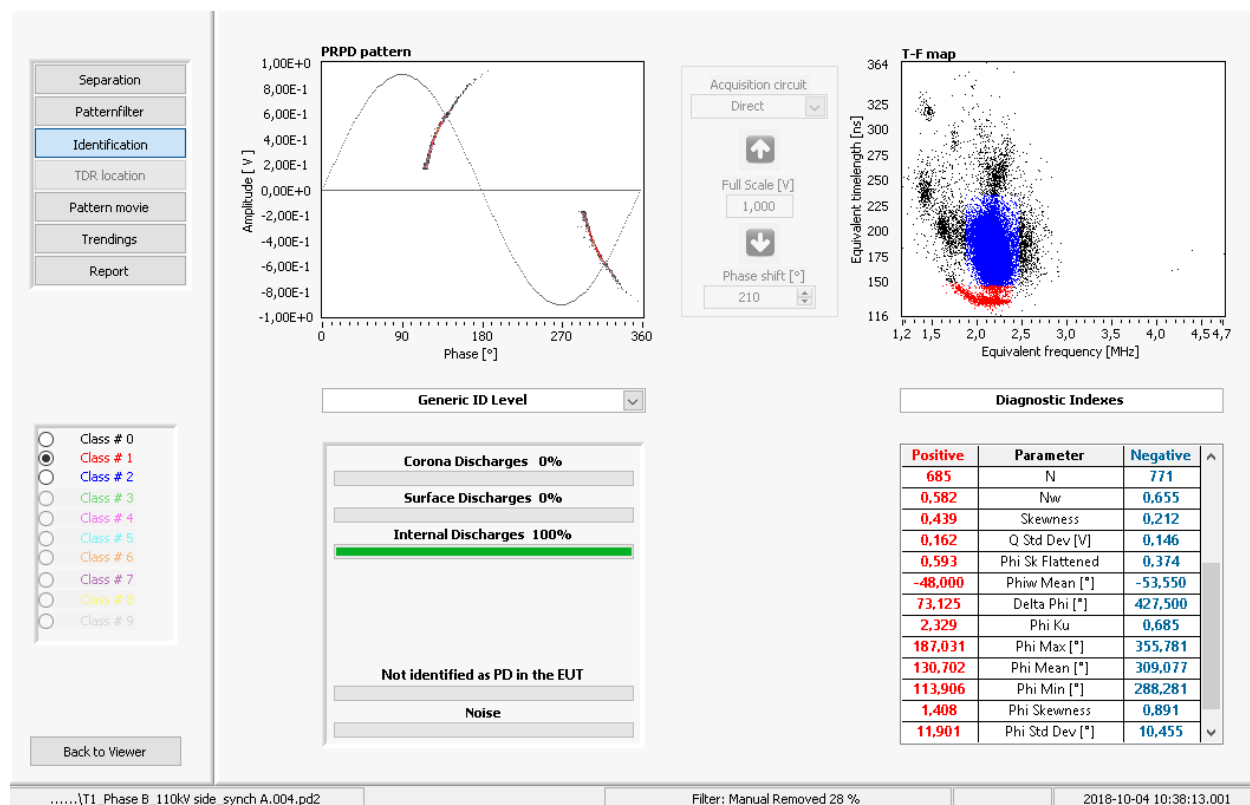 Separation
Patternfilter
Identification
TDR location
Pattern movie
Trendings
Report
PRPD pattern
1,00E+0
8,00E-1
6,00E-1
4,00E-1
2,00E-1
0,00E+0
-2,00E-1
-4,00E-1
-6,00E-1
-8,00E-1
-1,00E+0
Amplitude [ V ]
0 90 180 270 360
Phase [°]
Acquisition circuit
Direct
Full Scale [V]
1,000
Phase shift [°]
210
T-F map
364
325
300
275
250
225
200
175
150
116
Equivalent timelength [ns]
1,2 1,5 2,0 2,5 3,0 3,5 4,0 4,5 4,7
Equivalent frequency [MHz]
Generic ID Level
Diagnostic Indexes
Class # 0
Class # 1
Class # 2
Class # 3
Class # 4
Class # 5
Class # 6
Class # 7
Class # 8
Class # 9
Corona Discharges 0%
Surface Discharges 0%
Internal Discharges 100%
Not identified as PD in the EUT
Noise
Positive Parameter Negative
685 N 771
0,582 Nw 0,655
0,439 Skewness 0,212
0,162 Q Std Dev [V] 0,146
0,593 Phi Sk Flattened 0,374
-48,000 Phiw Mean [°] -53,550
73,125 Delta Phi [°] 427,500
2,329 Phi Ku 0,685
187,031 Phi Max [°] 355,781
130,702 Phi Mean [°] 309,077
113,906 Phi Min [°] 288,281
1,408 Phi Skewness 0,891
11,901 Phi Std Dev [°] 10,455
Back to Viewer
......\T1_Phase B_110kV side_synch A.004.pd2
Filter: Manual Removed 28 %
2018-10-04 10:38:13.001